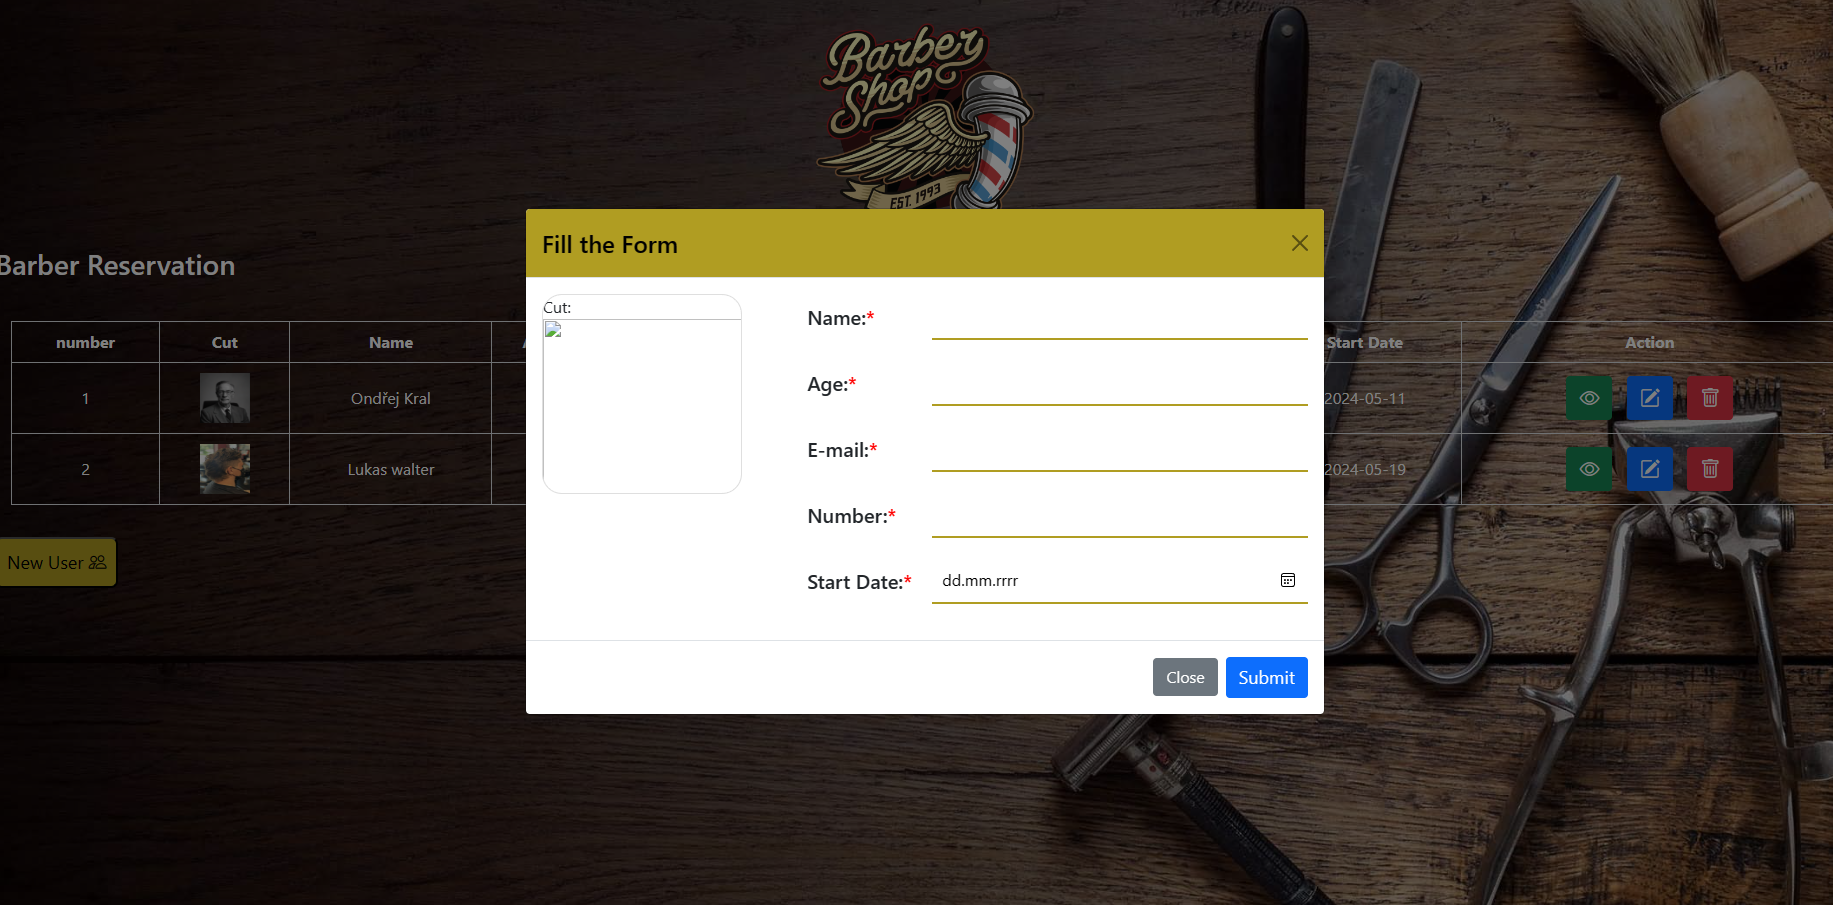 Barber
Shop
EST. 1993
Fill the Form
Barber Reservation
Cut:
Name:*
Age:*
E-mail:*
Number:*
Start Date:*
dd.mm.rrrr
Close
Submit
number Cut Name Start Date Action
1 Ondřej Kral 2024-05-11
2 Lukas walter 2024-05-19
New User